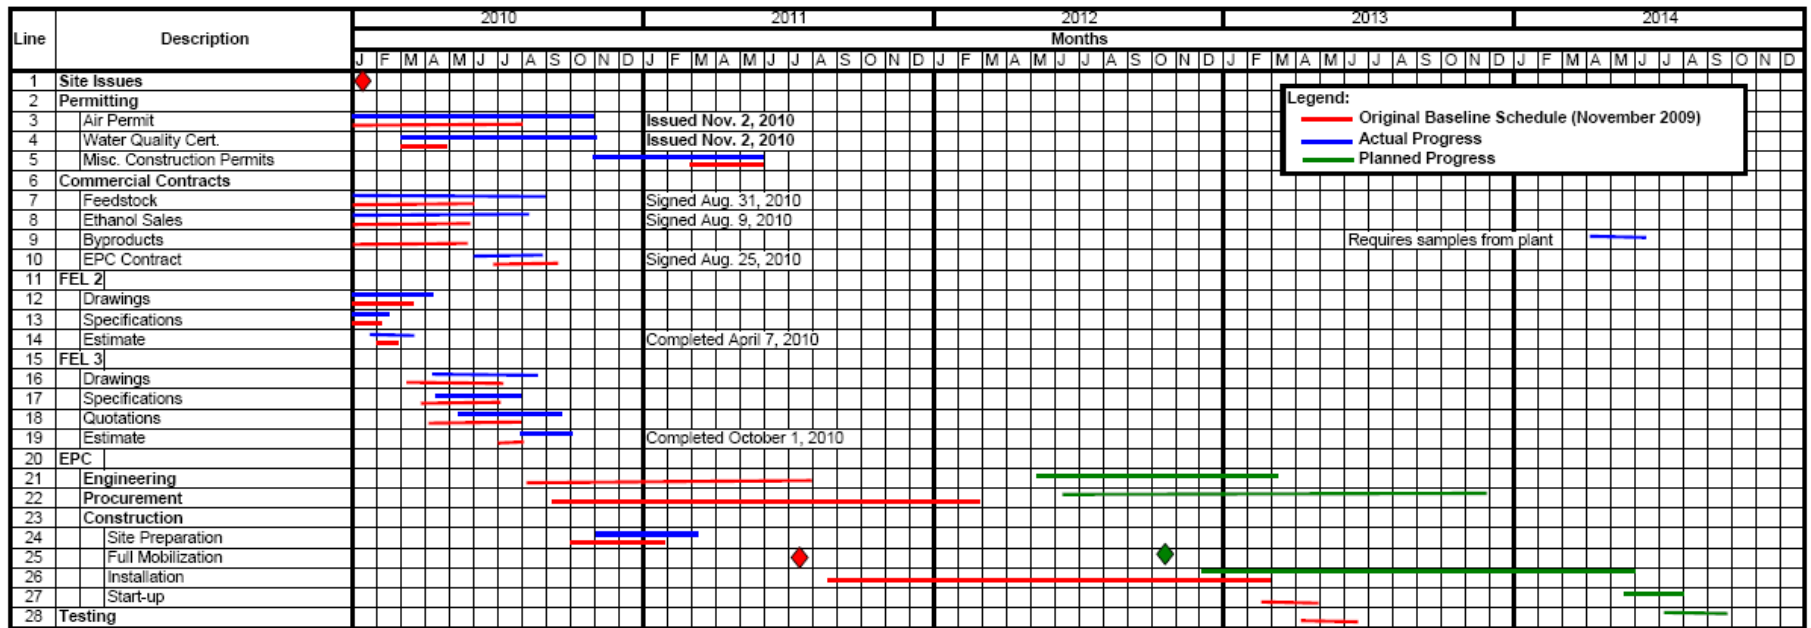 2010 2011 2012 2013 2014
Line Description Months
J F M A M J J A S O N D J F M A M J J A S O N D J F M A M J J A S O N D J F M A M J J A S O N D J F M A M J J A S O N D
1 Site Issues
2 Permitting
3 Air Permit Issued Nov. 2, 2010
4 Water Quality Cert. Issued Nov. 2, 2010
5 Misc. Construction Permits
6 Commercial Contracts
7 Feedstock Signed Aug. 31, 2010
8 Ethanol Sales Signed Aug. 9, 2010
9 Byproducts Requires samples from plant
10 EPC Contract Signed Aug. 25, 2010
11 FEL 2
12 Drawings
13 Specifications
14 Estimate Completed April 7, 2010
15 FEL 3
16 Drawings
17 Specifications
18 Quotations
19 Estimate Completed October 1, 2010
20 EPC
21 Engineering
22 Procurement
23 Construction
24 Site Preparation
25 Full Mobilization
26 Installation
27 Start-up
28 Testing
Legend:
Original Baseline Schedule (November 2009)
Actual Progress
Planned Progress